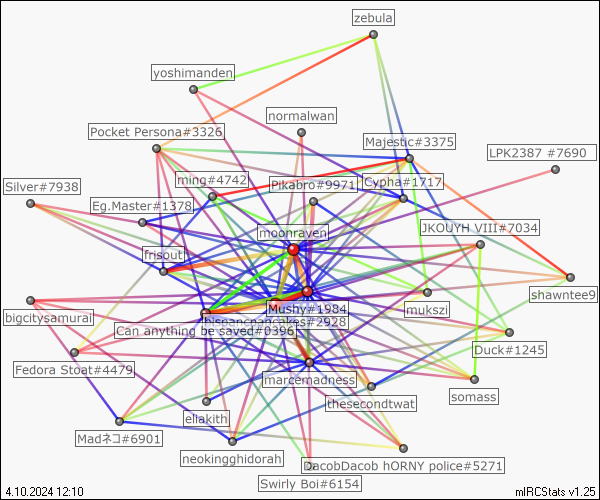 zebula
yoshimanden
normalwan
Pocket Persona#3326
Majestic#3375
LPK2387 #7690
ming#4742
Pikabro#9971
Cypha#1717
Silver#7938
Eg.Master#1378
moonraven
JKOUYH VIII#7034
frisout
shawntee9
Mushy#1984
mukszi
bigcitysamurai
Can anything be saved#0396
hispanicpancakes#2928
Duck#1245
Fedora Stoat#4479
marcemadness
thesecondtwat
somass
eliakith
Madネコ#6901
neokingghidorah
DacobDacob hORNY police#5271
Swirly Boi#6154
4.10.2024 12:10
mIRCStats v1.25